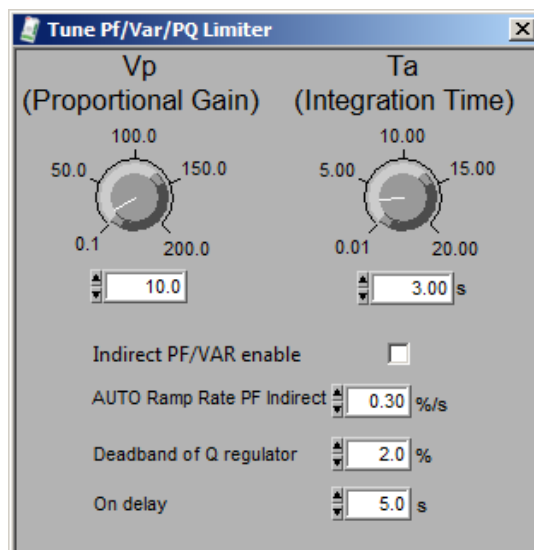 Tune Pf/Var/PQ Limiter
Vp Ta
(Proportional Gain) (Integration Time)
100.0 10.00
50.0 150.0 5.00 15.00
0.1 200.0 0.01 20.00
10.0 3.00 s
Indirect PF/VAR enable
AUTO Ramp Rate PF Indirect 0.30 %/s
Deadband of Q regulator 2.0 %
On delay 5.0 s